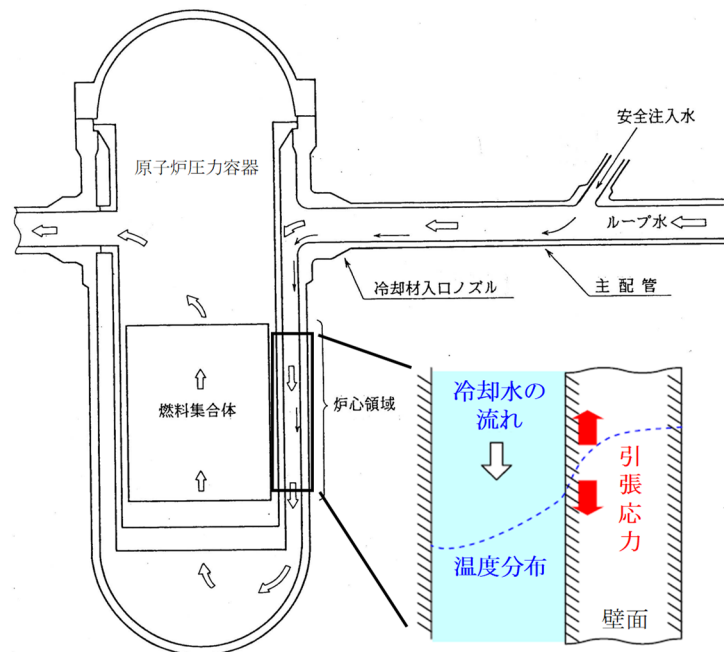 安全注入水
原子炉圧力容器
ループ水
冷却材入口ノズル
主配管
炉心領域
燃料集合体
冷却水の
流れ
引張応力
温度分布
壁面